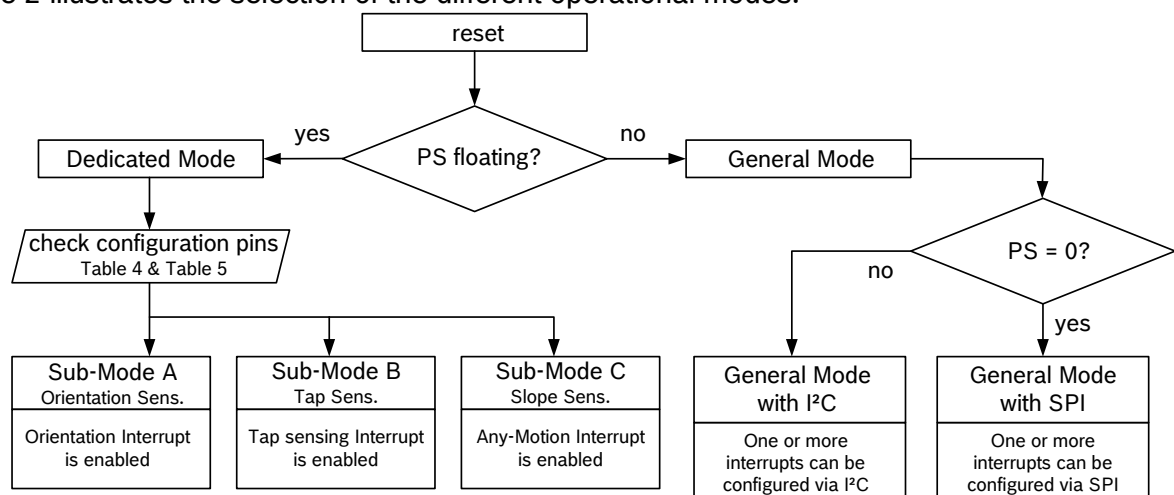 2 illustrates the selection of the different operational modes.
reset
yes
no
PS floating?
Dedicated Mode
General Mode
check configuration pins
Table 4 & Table 5
PS = 0?
no
yes
Sub-Mode A
Orientation Sens.
Orientation Interrupt
is enabled
Sub-Mode B
Tap Sens.
Tap sensing Interrupt
is enabled
Sub-Mode C
Slope Sens.
Any-Motion Interrupt
is enabled
General Mode
with I²C
One or more
interrupts can be
configured via I²C
General Mode
with SPI
One or more
interrupts can be
configured via SPI